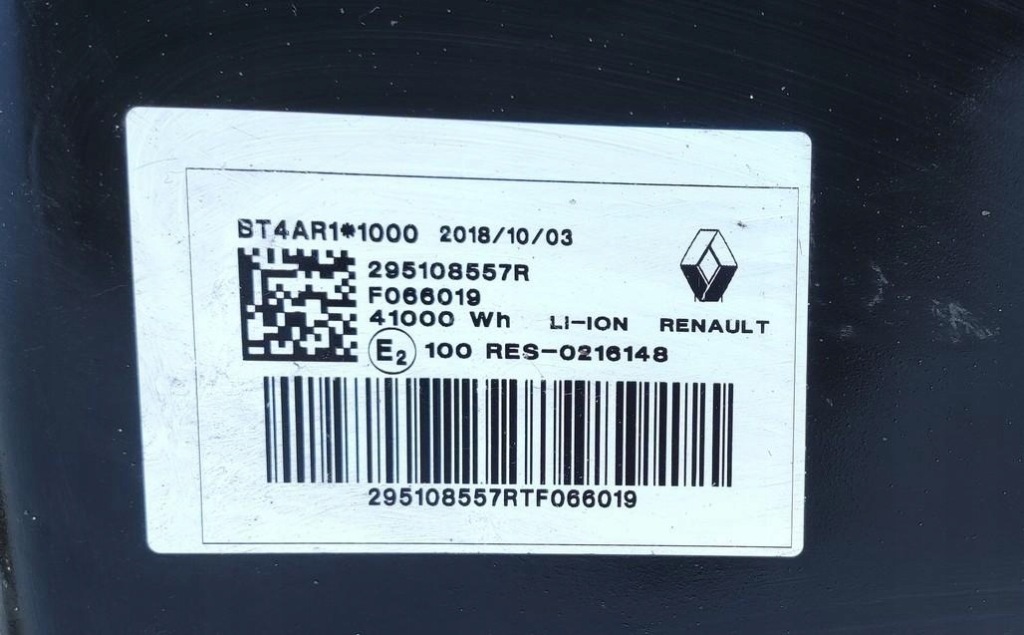 BT4AR1*1000 2018/10/03
295108557R
F066019
41000 Wh LI-ION RENAULT
E2 100 RES-0216148
295108557RTF066019